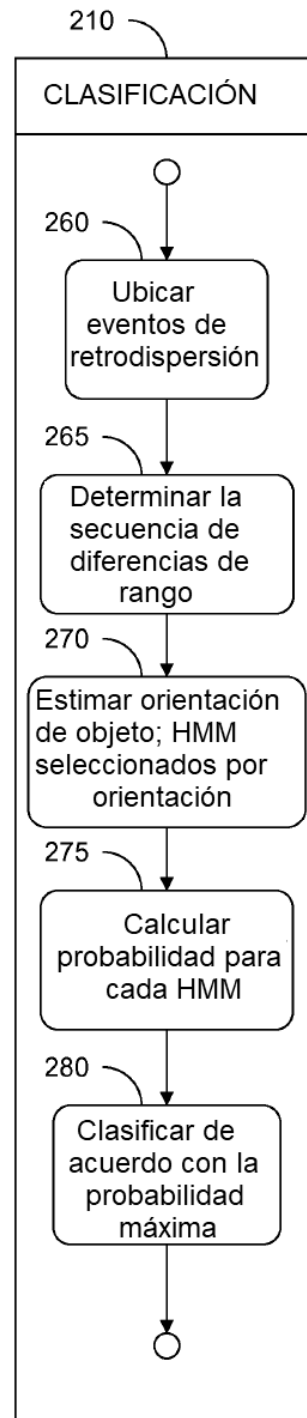 210
CLASIFICACIÓN
260
Ubicar
eventos de
retrodispersión
265
Determinar la
secuencia de
diferencias de
rango
270
Estimar orientación
de objeto; HMM
seleccionados por
orientación
275
Calcular
probabilidad para
cada HMM
280
Clasificar de
acuerdo con la
probabilidad
máxima